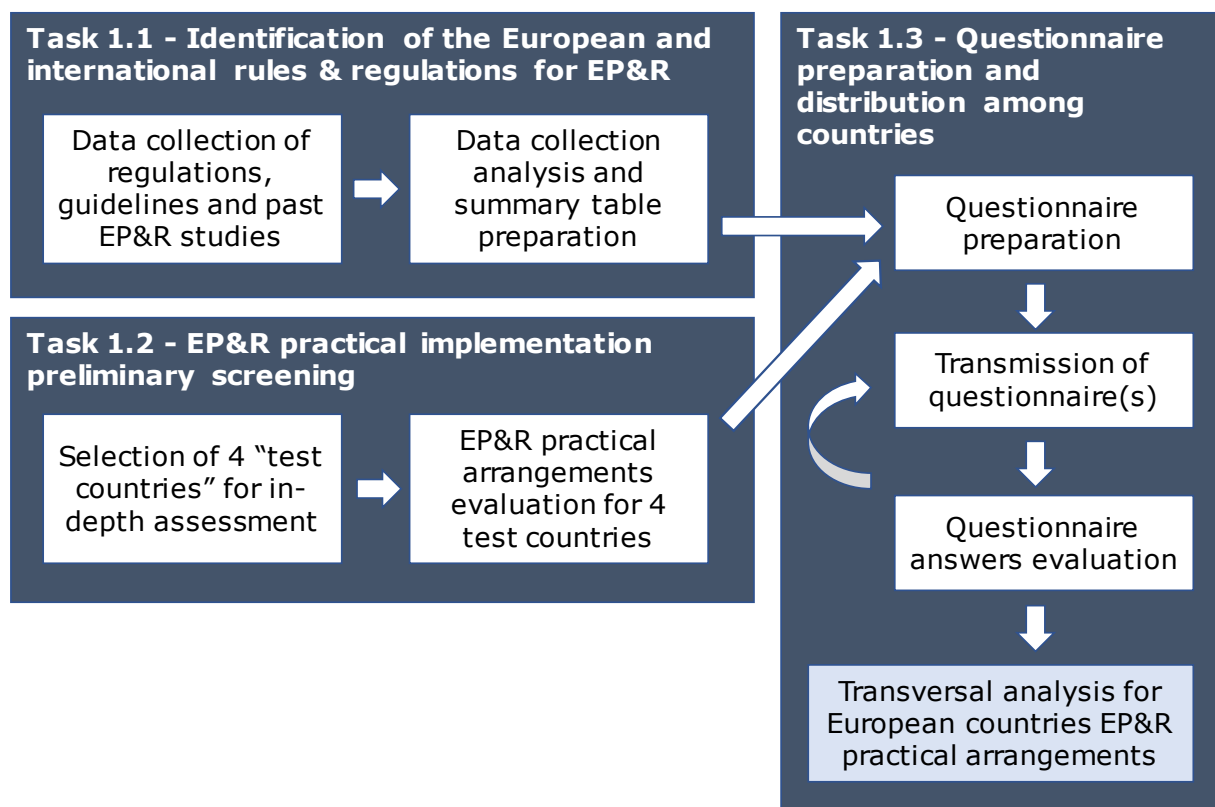 Task 1.1 - Identification of the European and
international rules & regulations for EP&R
Data collection of
regulations,
guidelines and past
EP&R studies
Data collection
analysis and
summary table
preparation
Task 1.2 - EP&R practical implementation
preliminary screening
Selection of 4 “test
countries” for in-
depth assessment
EP&R practical
arrangements
evaluation for 4
test countries
Task 1.3 - Questionnaire
preparation and
distribution among
countries
Questionnaire
preparation
Transmission of
questionnaire(s)
Questionnaire
answers evaluation
Transversal analysis for
European countries EP&R
practical arrangements